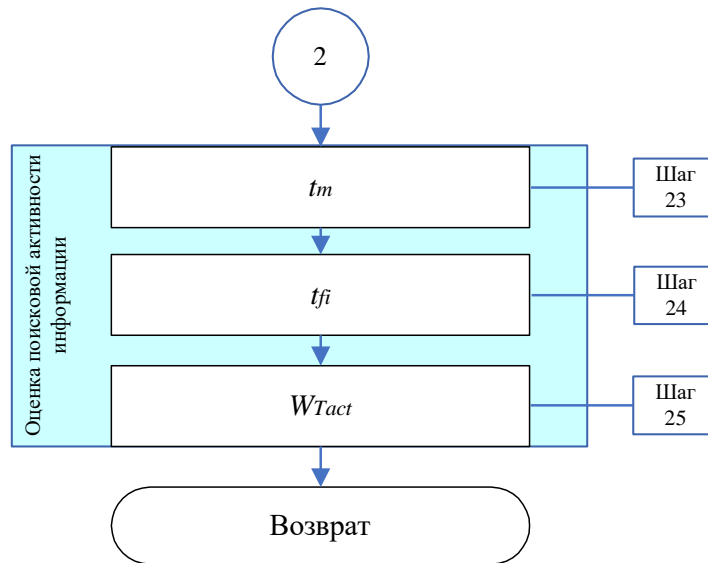 2
Оценка поисковой активности
информации
tm
Шаг
23
tfi
Шаг
24
WTact
Шаг
25
Возврат